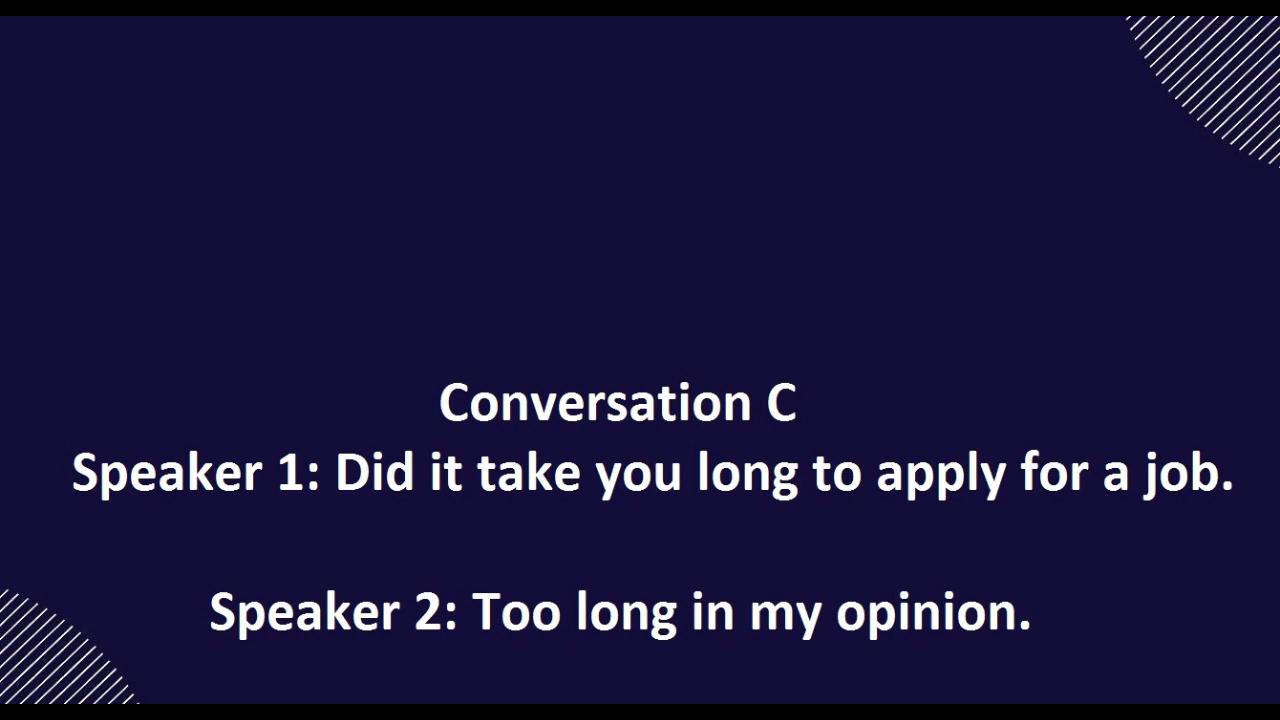 Conversation C
Speaker 1: Did it take you long to apply for a job.
Speaker 2: Too long in my opinion.